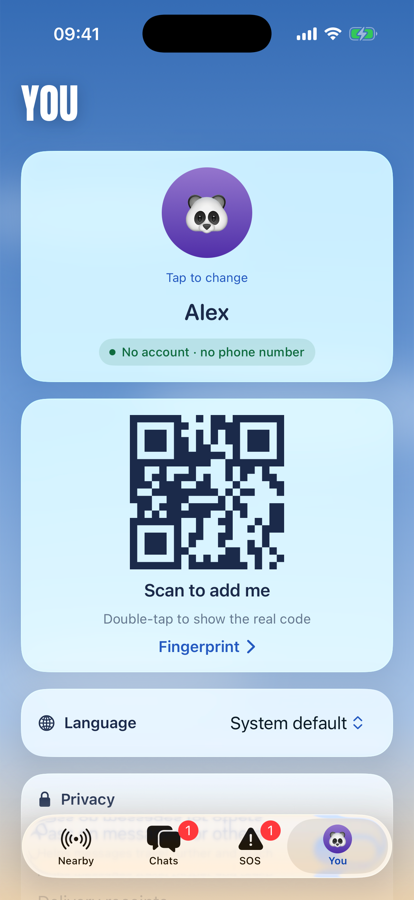 09:41
YOU
Tap to change
Alex
No account · no phone number
Scan to add me
Double-tap to show the real code
Fingerprint
Language
System default
Privacy
1
1
Nearby
Chats
SOS
You